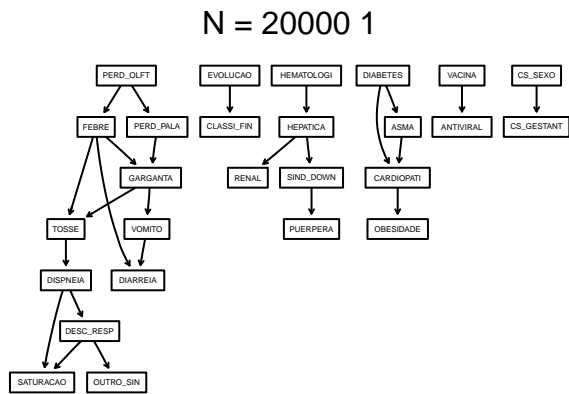 N = 20000 1
PERD_OLFT EVOLUCAO HEMATOLOGI DIABETES VACINA CS_SEXO
FEBRE PERD_PALA CLASSI_FIN HEPATICA ASMA ANTIVIRAL CS_GESTANT
GARGANTA RENAL SIND_DOWN CARDIOPATI
TOSSE VOMITO PUERPERA OBESIDADE
DISPNEIA DIARREIA
DESC_RESP
SATURACAO OUTRO_SIN